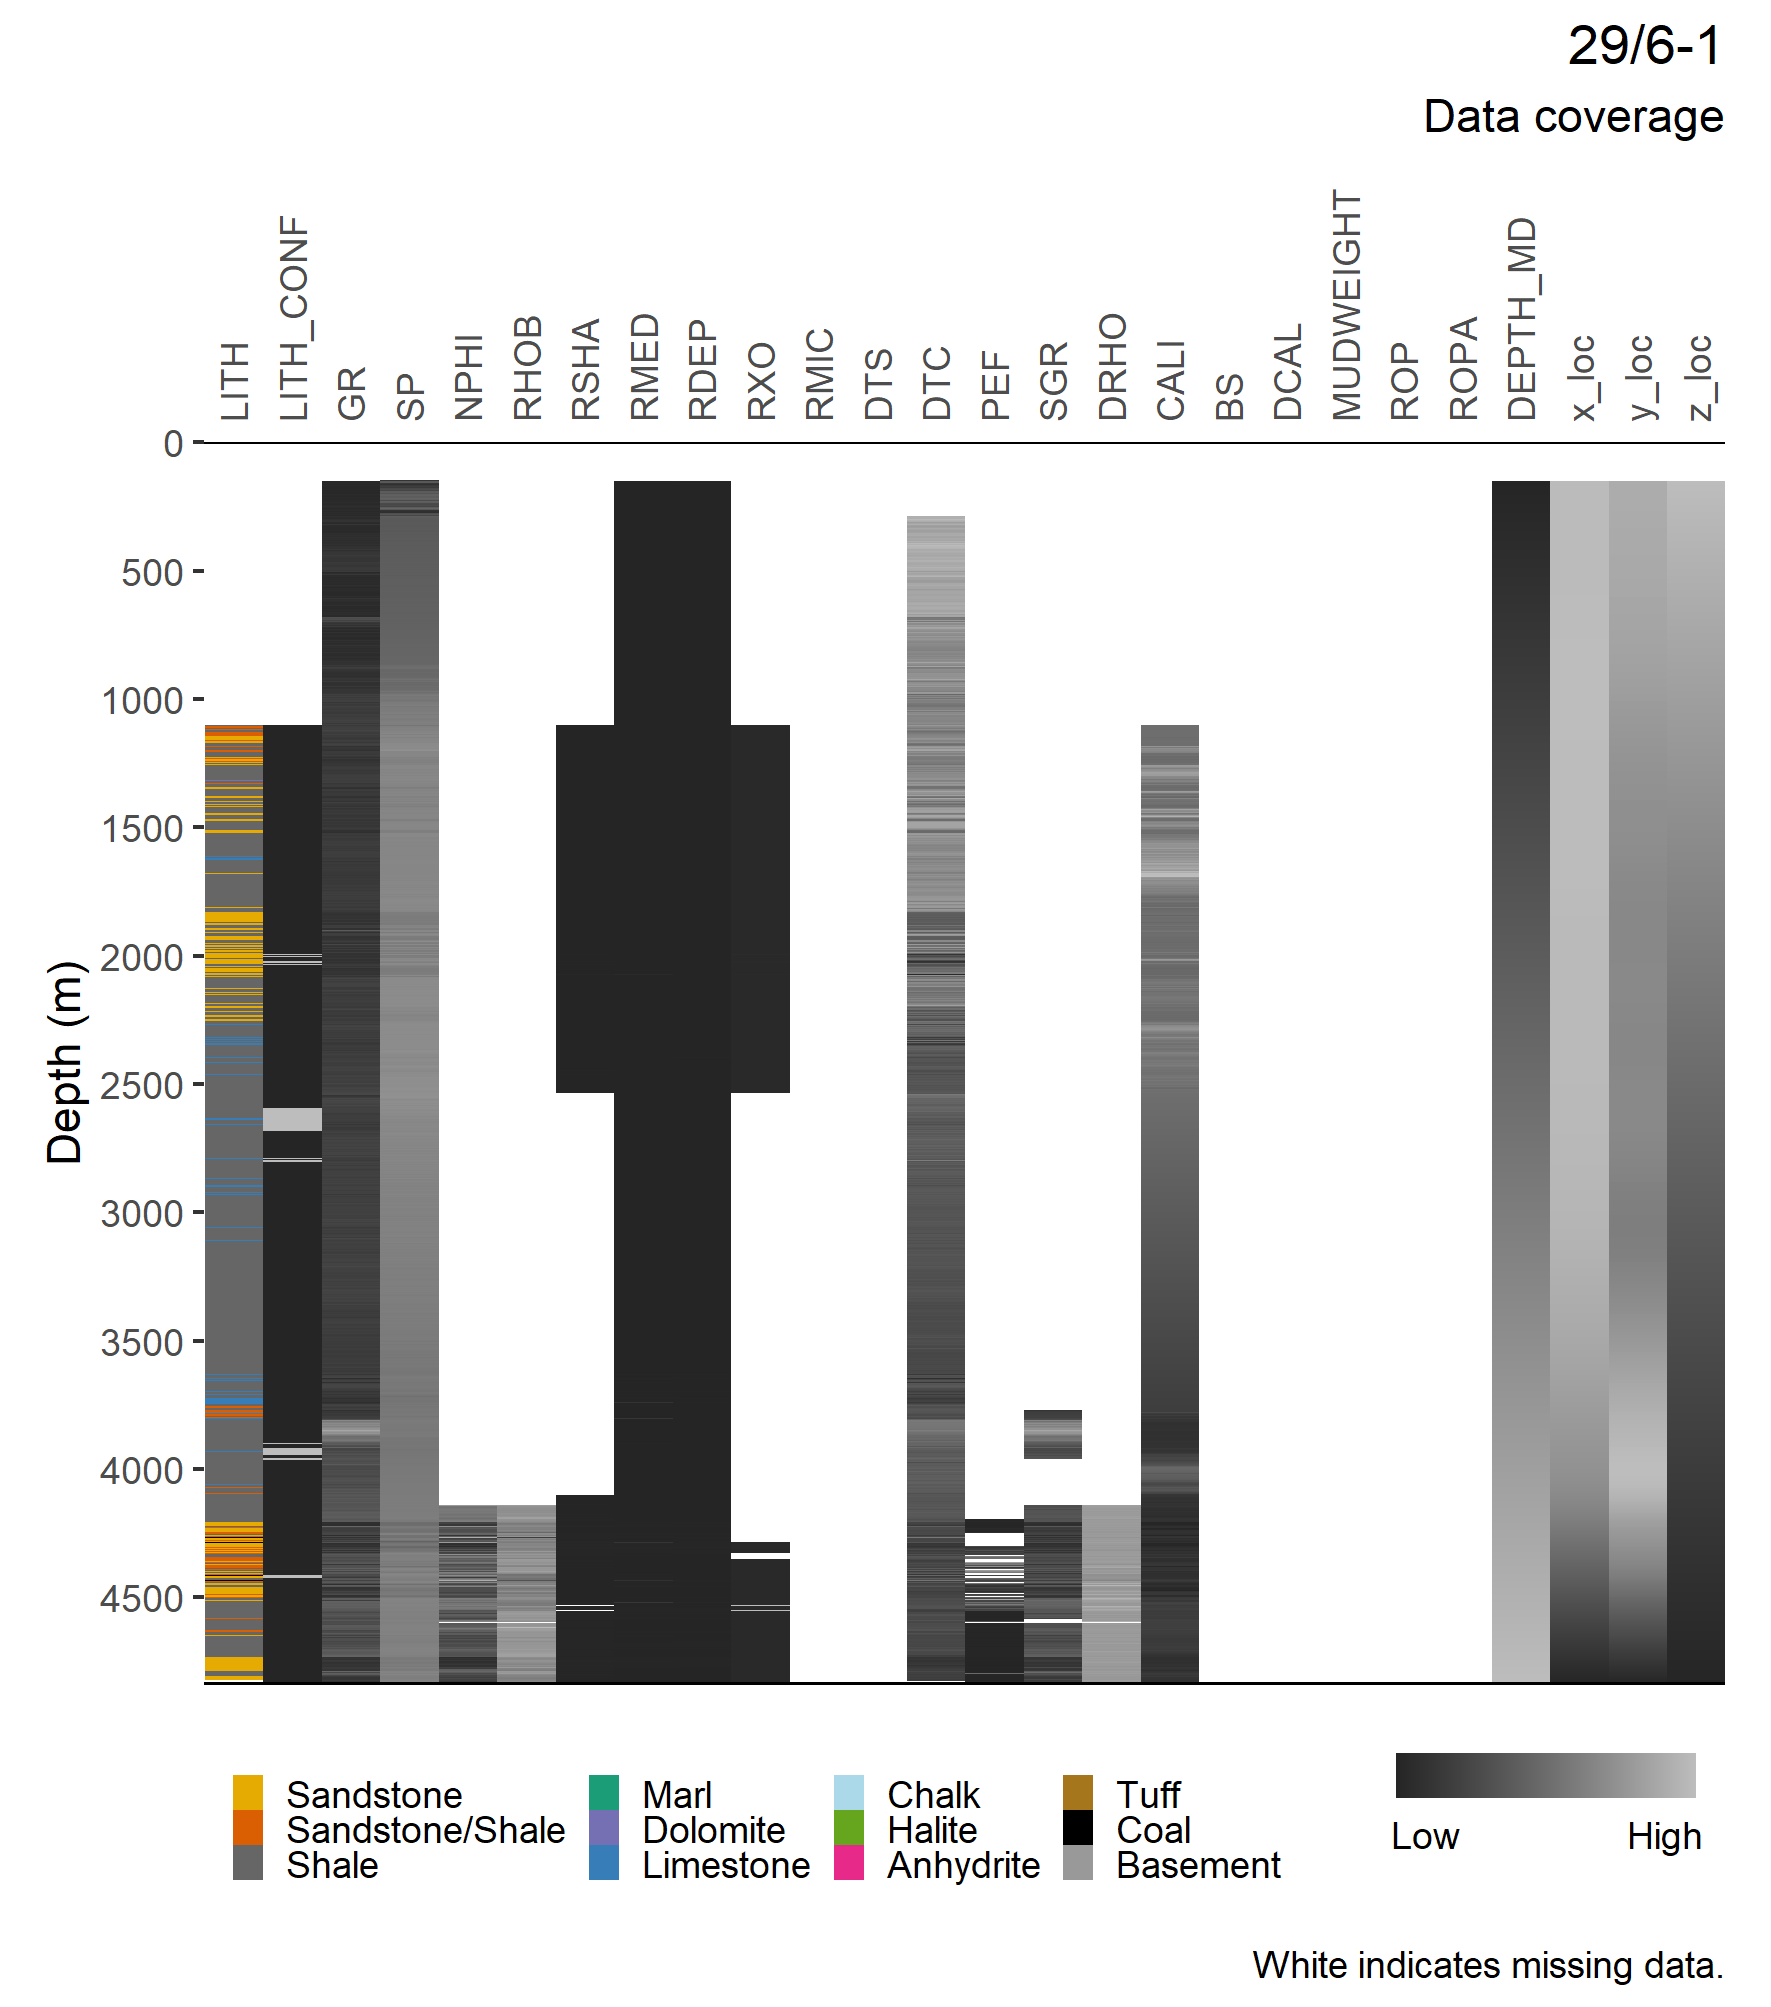 29/6-1
Data coverage
LITH
LITH_CONF
GR
SP
NPHI
RHOB
RSHA
RMED
RDEP
RXO
RMIC
DTS
DTC
PEF
SGR
DRHO
CALI
BS
DCAL
MUDWEIGHT
ROP
ROPA
DEPTH_MD
x_loc
y_loc
z_loc
0
500
1000
1500
2000
2500
3000
3500
4000
4500
Depth (m)
Sandstone
Sandstone/Shale
Shale
Marl
Dolomite
Limestone
Chalk
Halite
Anhydrite
Tuff
Coal
Basement
Low High
White indicates missing data.